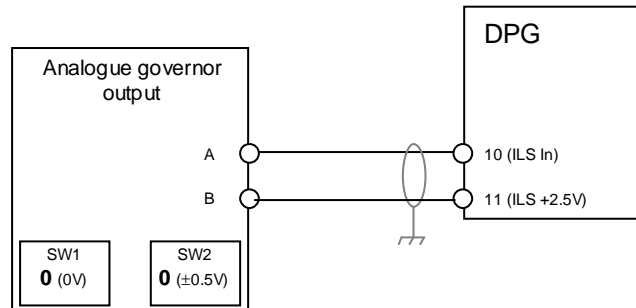 DPG
Analogue governor
output
A
10 (ILS In)
B
11 (ILS +2.5V)
SW1
0 (0V)
SW2
0 (±0.5V)